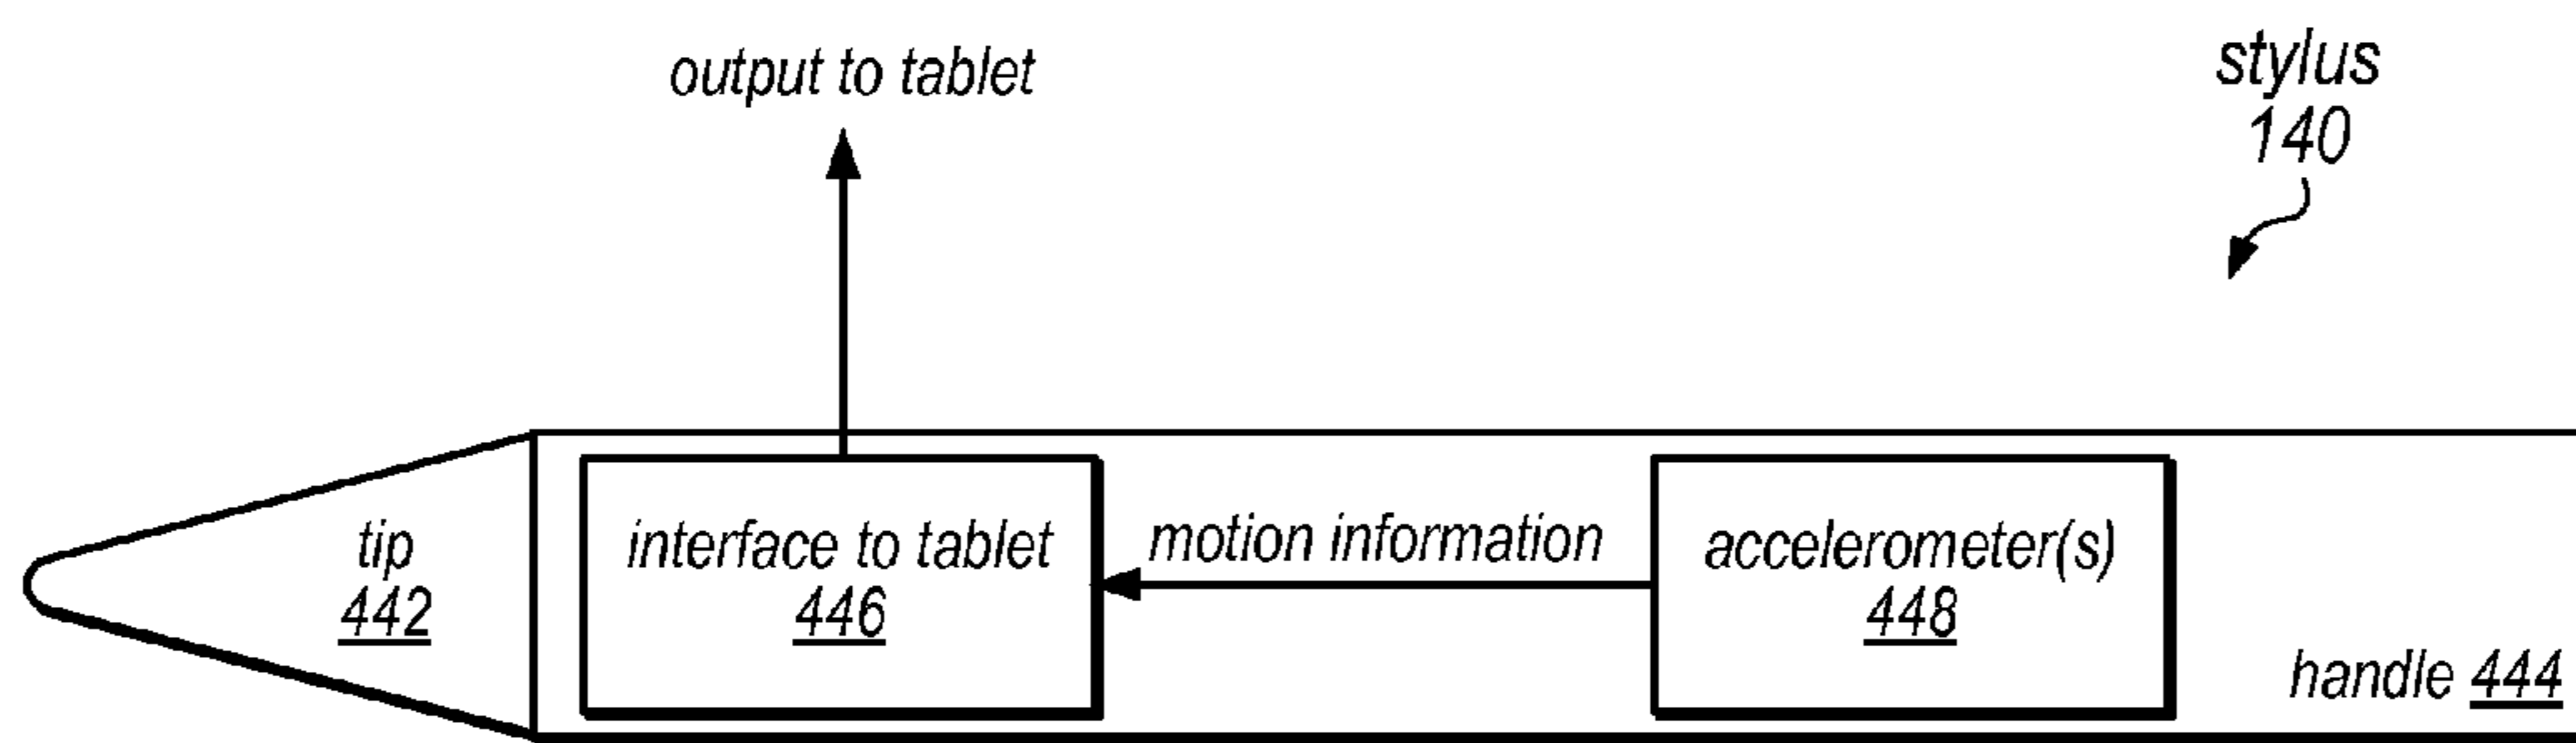 output to tablet
stylus
140
tip
442
interface to tablet
446
motion information
accelerometer(s)
448
handle 444